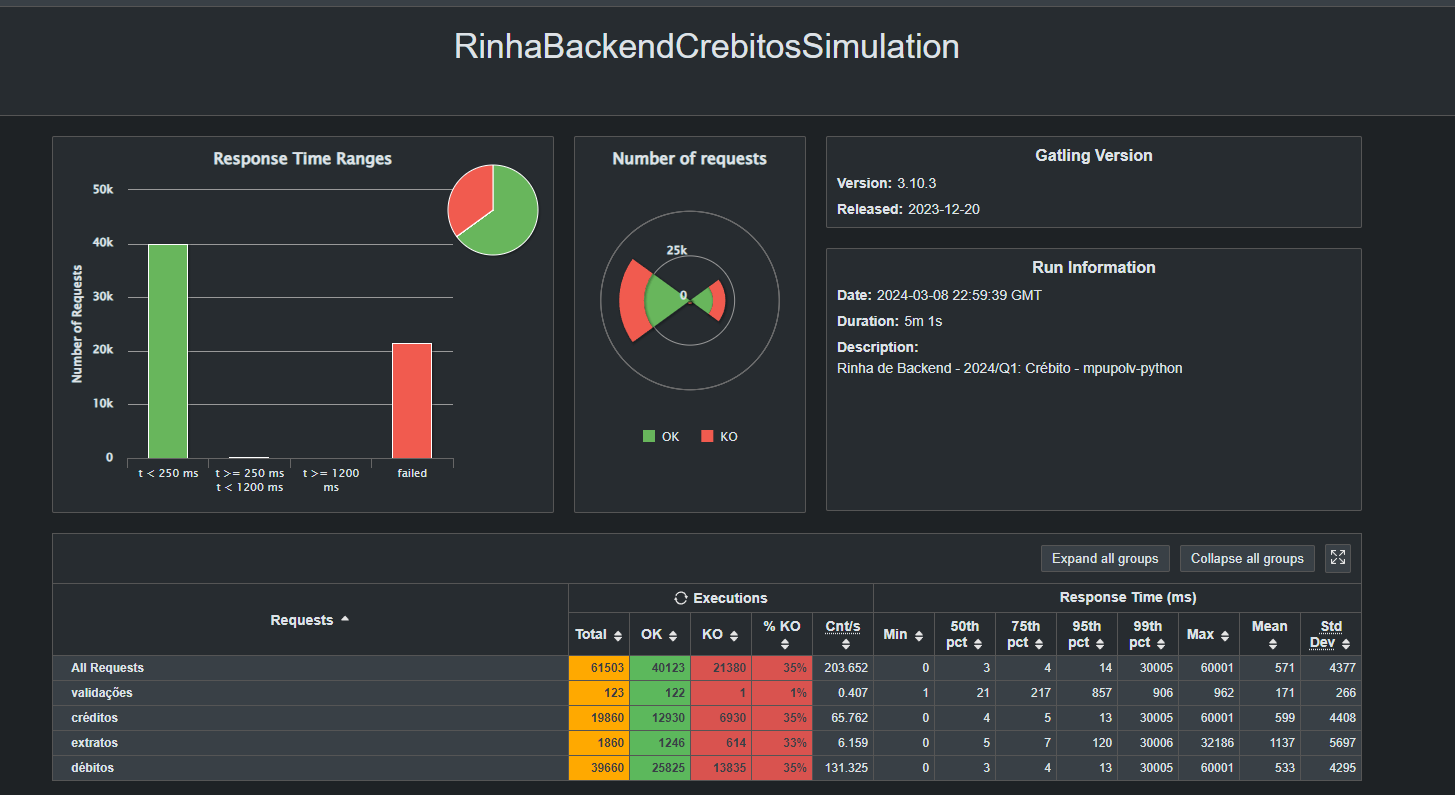 RinhaBackendCrebitosSimulation
Response Time Ranges
50k
40k
30k
20k
10k
0
Number of Requests
t < 250 ms
t >= 250 ms
t < 1200 ms
t >= 1200
ms
failed
Number of requests
25k
0
OK KO
Gatling Version
Version: 3.10.3
Released: 2023-12-20
Run Information
Date: 2024-03-08 22:59:39 GMT
Duration: 5m 1s
Description:
Rinha de Backend - 2024/Q1: Crébito - mpupolv-python
Expand all groups Collapse all groups
Requests Executions Response Time (ms)
Total OK KO % KO Cnt/s Min 50th pct 75th pct 95th pct 99th pct Max Mean Std Dev
All Requests 61503 40123 21380 35% 203.652 0 3 4 14 30005 60001 571 4377
validações 123 122 1 1% 0.407 1 21 217 857 906 962 171 266
créditos 19860 12930 6930 35% 65.762 0 4 5 13 30005 60001 599 4408
extratos 1860 1246 614 33% 6.159 0 5 7 120 30006 32186 1137 5697
débitos 39660 25825 13835 35% 131.325 0 3 4 13 30005 60001 533 4295